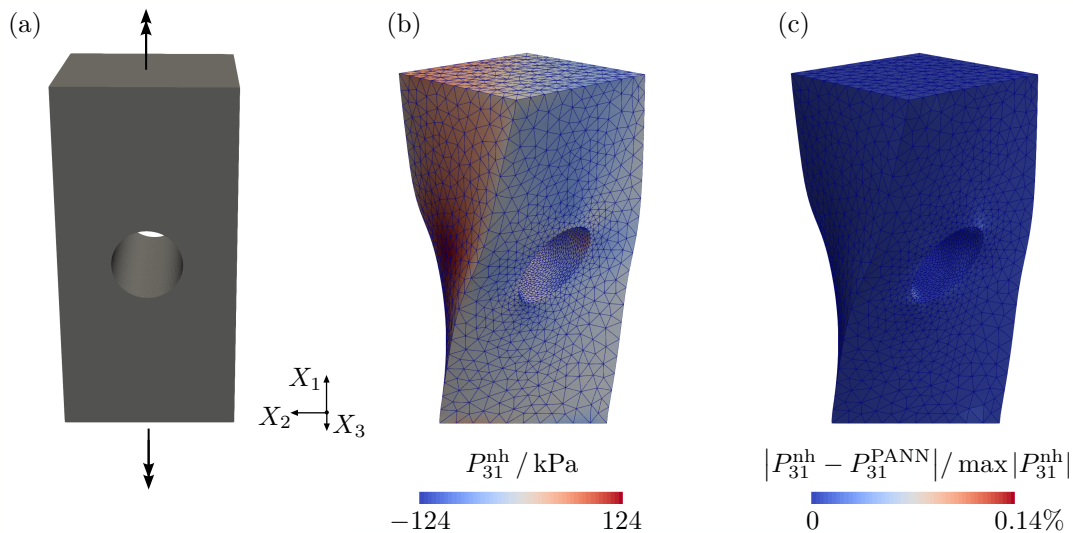 (a)
(b)
(c)
X₁
X₂
X₃
P₃₁ⁿʰ / kPa
−124 124
|P₃₁ⁿʰ − P₃₁ᴾᴬᴺᴺ| / max |P₃₁ⁿʰ|
0 0.14%